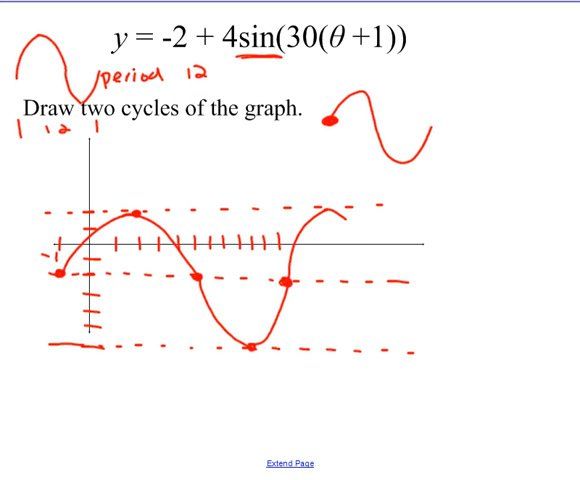 y = -2 + 4sin(30(θ +1))
period 12
Draw two cycles of the graph.
-1
Extend Page